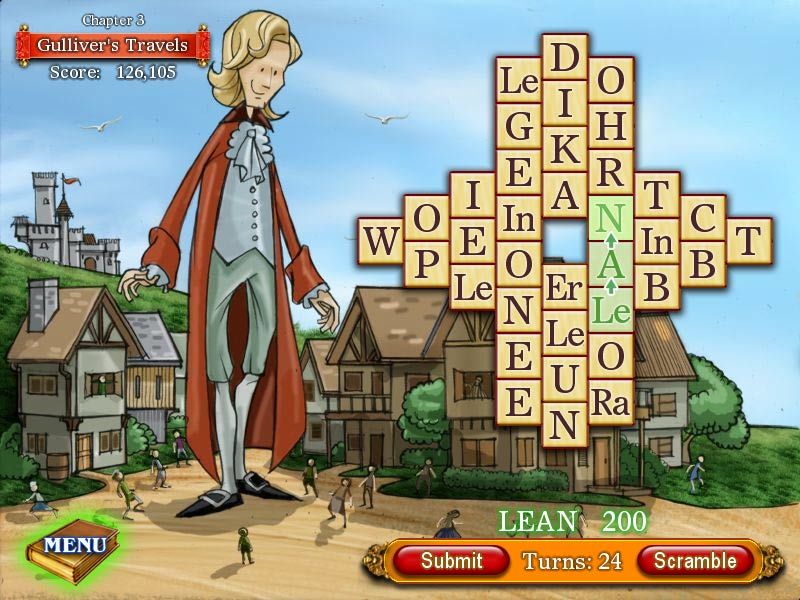 Chapter 3
Gulliver's Travels
Score: 126,105
D
Le O
I
G H
K
E R
I A T
O In N C
W E In T
P O A B
Le Er B
N Le
Le
E O
U
E Ra
N
LEAN 200
MENU
Submit Turns: 24 Scramble